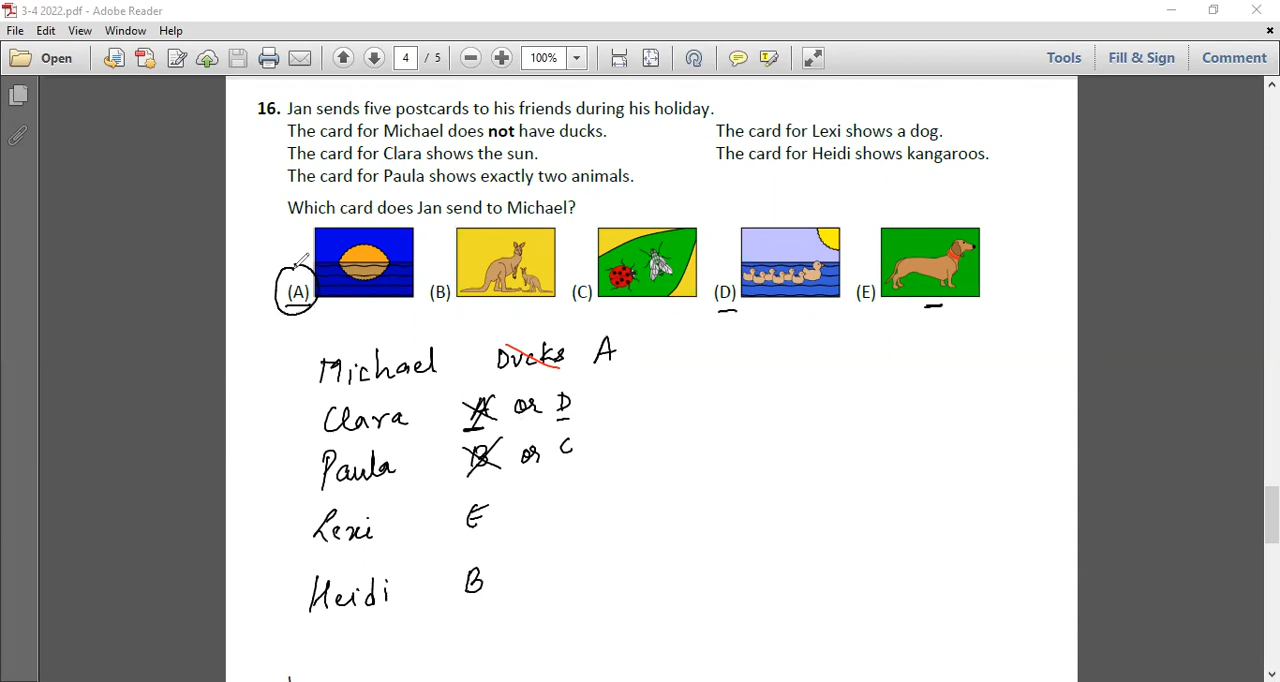 3-4 2022.pdf - Adobe Reader
File Edit View Window Help
Open 4 / 5 100% Tools Fill & Sign Comment
16. Jan sends five postcards to his friends during his holiday.
The card for Michael does not have ducks. The card for Lexi shows a dog.
The card for Clara shows the sun. The card for Heidi shows kangaroos.
The card for Paula shows exactly two animals.
Which card does Jan send to Michael?
(A) (B) (C) (D) (E)
Michael Ducks A
Clara A or D
Paula B or C
Lexi E
Heidi B